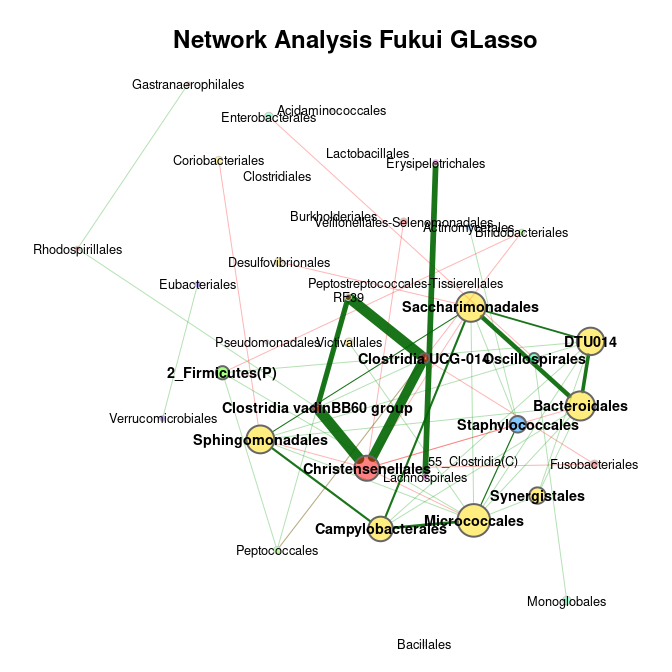 Network Analysis Fukui GLasso
Gastranaerophilales
Acidaminococcales
Enterobacterales
Lactobacillales
Coriobacteriales
Erysipelotrichales
Clostridiales
Burkholderiales
Veillonellales-Selenomonadales
Actinomycetales
Bifidobacteriales
Rhodospirillales
Desulfovibrionales
Eubacteriales
Peptostreptococcales-Tissierellales
RF39
Saccharimonadales
Pseudomonadales
Victivallales
DTU014
Clostridia UCG-014
Oscillospirales
2_Firmicutes(P)
Clostridia vadinBB60 group
Bacteroidales
Verrucomicrobiales
Staphylococcales
Sphingomonadales
55_Clostridia(C)
Fusobacteriales
Christensenellales
Lachnospirales
Synergistales
Micrococcales
Campylobacterales
Peptococcales
Monoglobales
Bacillales